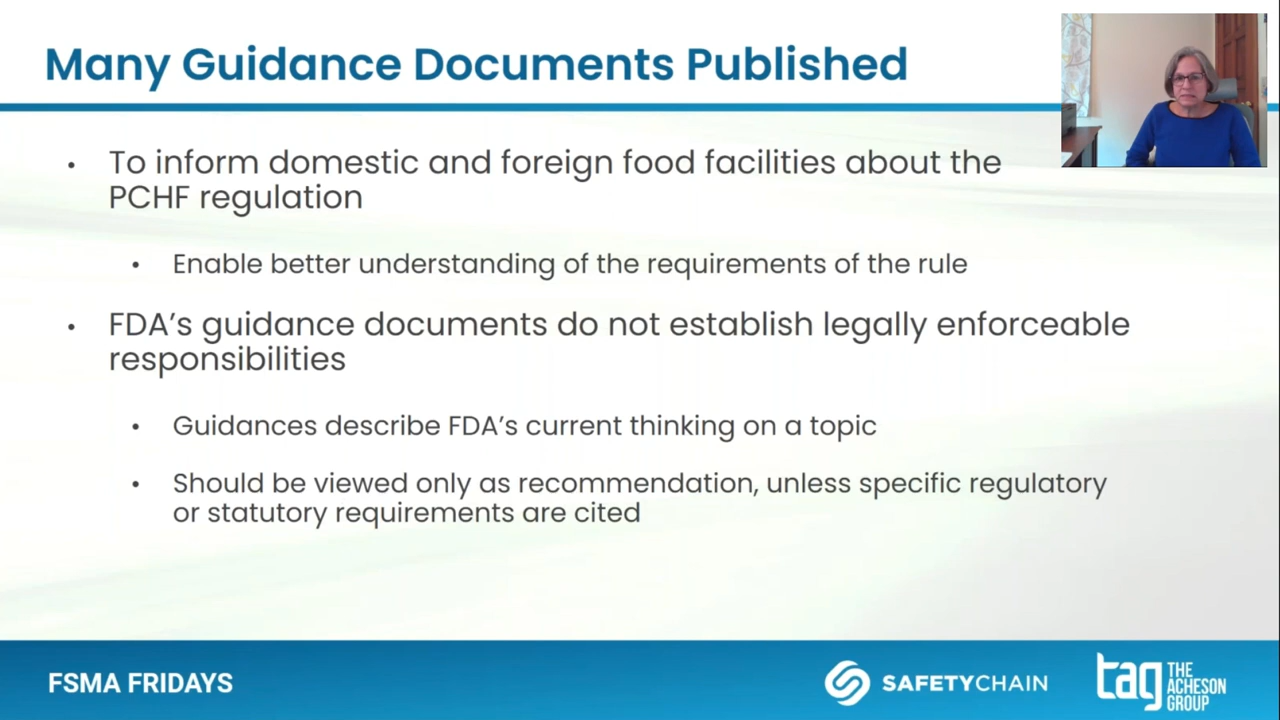 Many Guidance Documents Published
• To inform domestic and foreign food facilities about the
PCHF regulation
• Enable better understanding of the requirements of the rule
• FDA’s guidance documents do not establish legally enforceable
responsibilities
• Guidances describe FDA’s current thinking on a topic
• Should be viewed only as recommendation, unless specific regulatory
or statutory requirements are cited
FSMA FRIDAYS
SAFETYCHAIN
tag THE
ACHESON
GROUP